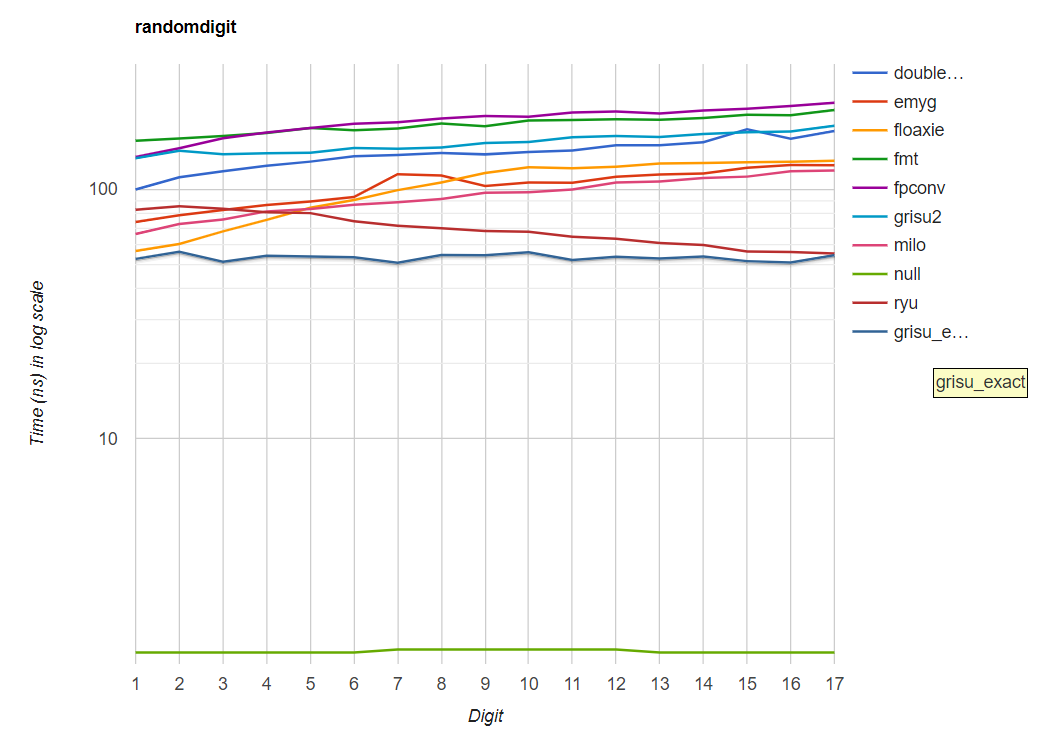 randomdigit
double…
emyg
floaxie
fmt
fpconv
grisu2
milo
null
ryu
grisu_e…
grisu_exact
100
10
Time (ns) in log scale
1 2 3 4 5 6 7 8 9 10 11 12 13 14 15 16 17
Digit